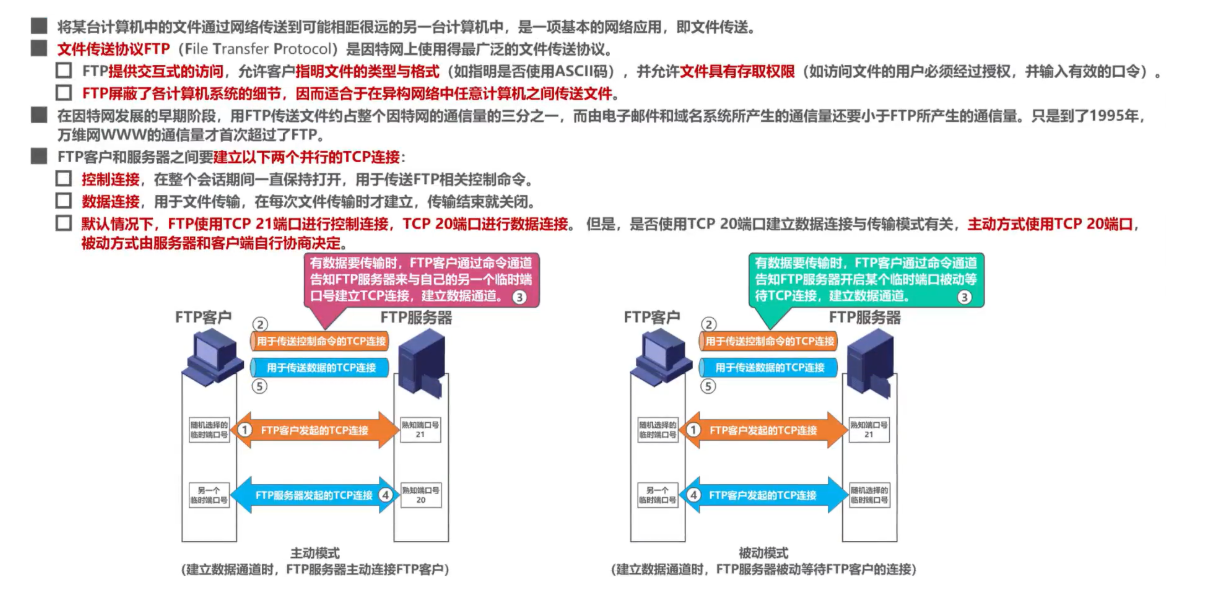 将某台计算机中的文件通过网络传送到可能相距很远的另一台计算机中，是一项基本的网络应用，即文件传送。
文件传送协议FTP（File Transfer Protocol）是因特网上使用得最广泛的文件传送协议。
FTP提供交互式的访问，允许客户指明文件的类型与格式（如指明是否使用ASCII码），并允许文件具有存取权限（如访问文件的用户必须经过授权，并输入有效的口令）。
FTP屏蔽了各计算机系统的细节，因而适合于在异构网络中任意计算机之间传送文件。
在因特网发展的早期阶段，用FTP传送文件约占整个因特网的通信量的三分之一，而由电子邮件和域名系统所产生的通信量还要小于FTP所产生的通信量。只是到了1995年，
万维网WWW的通信量才首次超过了FTP。
FTP客户和服务器之间要建立以下两个并行的TCP连接：
控制连接，在整个会话期间一直保持打开，用于传送FTP相关控制命令。
数据连接，用于文件传输，在每次文件传输时才建立，传输结束就关闭。
默认情况下，FTP使用TCP 21端口进行控制连接，TCP 20端口进行数据连接。但是，是否使用TCP 20端口建立数据连接与传输模式有关，主动方式使用TCP 20端口，
被动方式由服务器和客户端自行协商决定。
有数据要传输时，FTP客户通过命令通道
告知FTP服务器来与自己的另一个临时端
口号建立TCP连接，建立数据通道。 ③
FTP客户
FTP服务器
②
用于传送控制命令的TCP连接
用于传送数据的TCP连接
⑤
随机选择的
临时端口号
① FTP客户发起的TCP连接
熟知端口号
21
另一个
临时端口号
FTP服务器发起的TCP连接 ④
熟知端口号
20
主动模式
(建立数据通道时，FTP服务器主动连接FTP客户)
有数据要传输时，FTP客户通过命令通道
告知FTP服务器开启某个临时端口被动等
待TCP连接，建立数据通道。 ③
FTP客户
FTP服务器
②
用于传送控制命令的TCP连接
用于传送数据的TCP连接
⑤
随机选择的
临时端口号
① FTP客户发起的TCP连接
熟知端口号
21
另一个
临时端口号
④ FTP客户发起的TCP连接
随机选择的
临时端口号
被动模式
(建立数据通道时，FTP服务器被动等待FTP客户的连接)